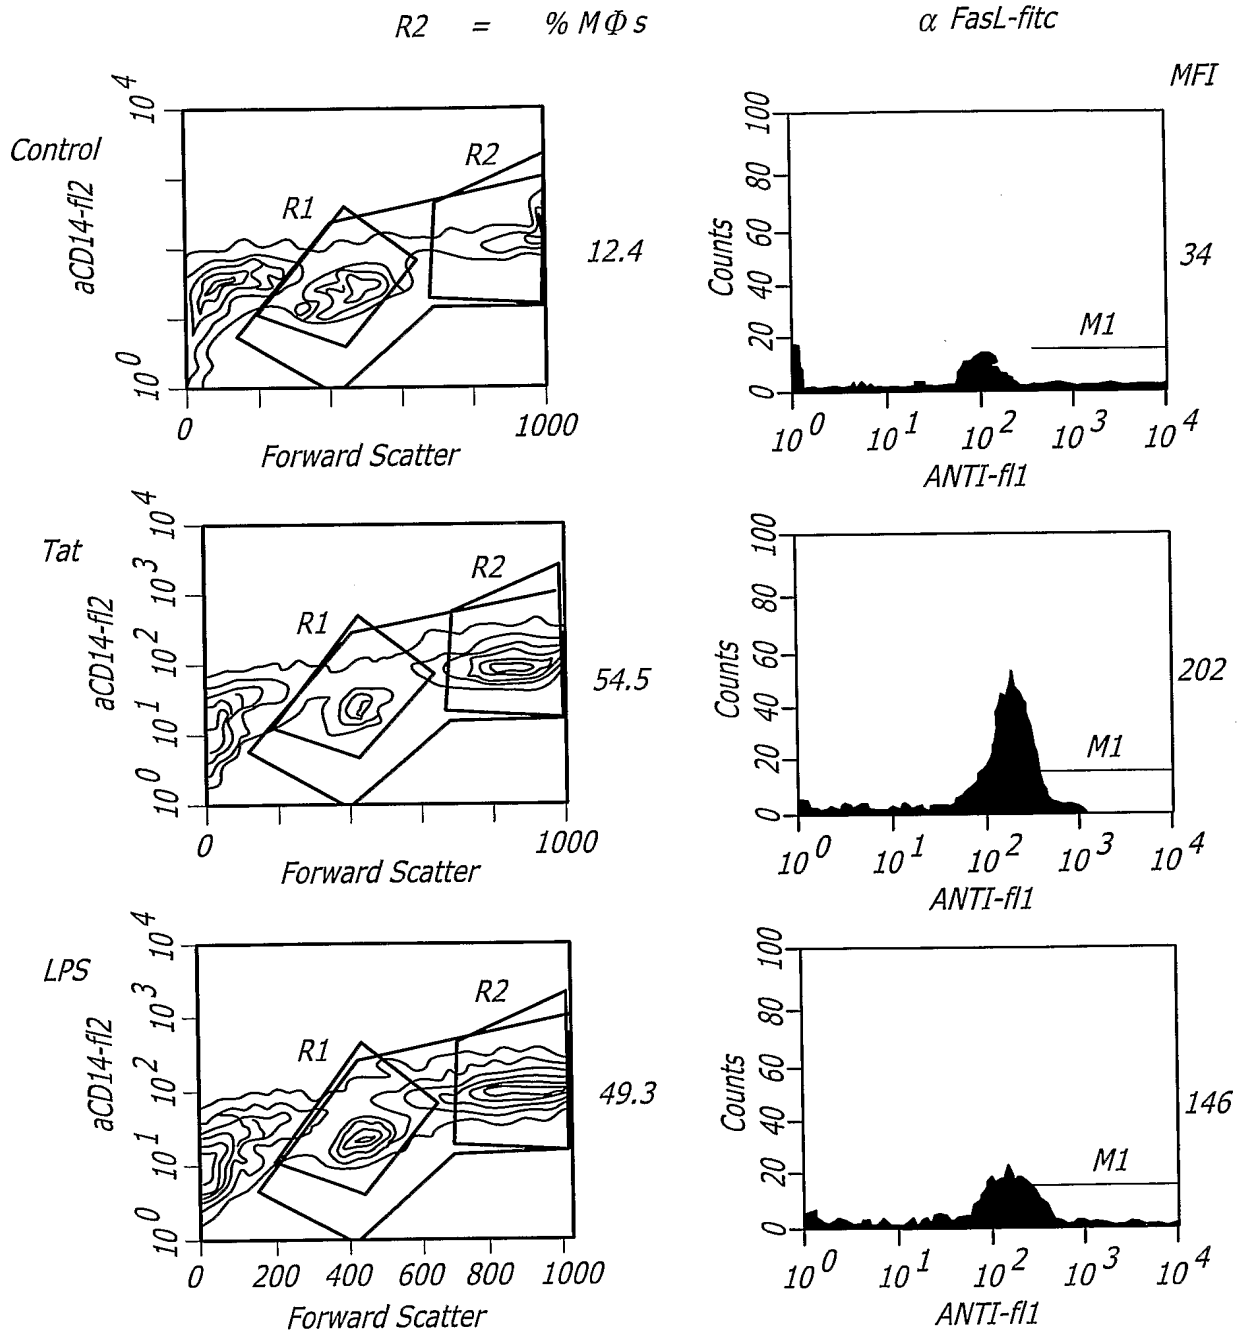 R2 = % MΦs
α FasL-fitc
MFI
Control
aCD14-fl2
10^4
10^0
R1
R2
0
1000
Forward Scatter
12.4
Counts
100
80
60
40
20
0
M1
10^0 10^1 10^2 10^3 10^4
ANTI-fl1
34
Tat
aCD14-fl2
10^4
10^3
10^2
10^1
10^0
R1
R2
0
1000
Forward Scatter
54.5
Counts
100
80
60
40
20
0
M1
10^0 10^1 10^2 10^3 10^4
ANTI-fl1
202
LPS
aCD14-fl2
10^4
10^3
10^2
10^1
10^0
R1
R2
0 200 400 600 800 1000
Forward Scatter
49.3
Counts
100
80
60
40
20
0
M1
10^0 10^1 10^2 10^3 10^4
ANTI-fl1
146